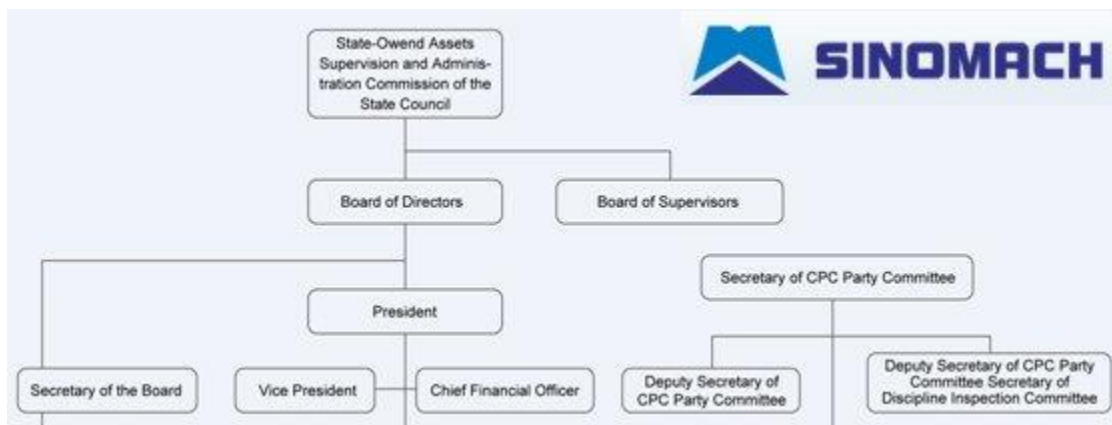 State-Owend Assets
Supervision and Adminis-
tration Commission of the
State Council
SINOMACH
Board of Directors
Board of Supervisors
Secretary of CPC Party Committee
President
Secretary of the Board
Vice President
Chief Financial Officer
Deputy Secretary of
CPC Party Committee
Deputy Secretary of CPC Party
Committee Secretary of
Discipline Inspection Committee